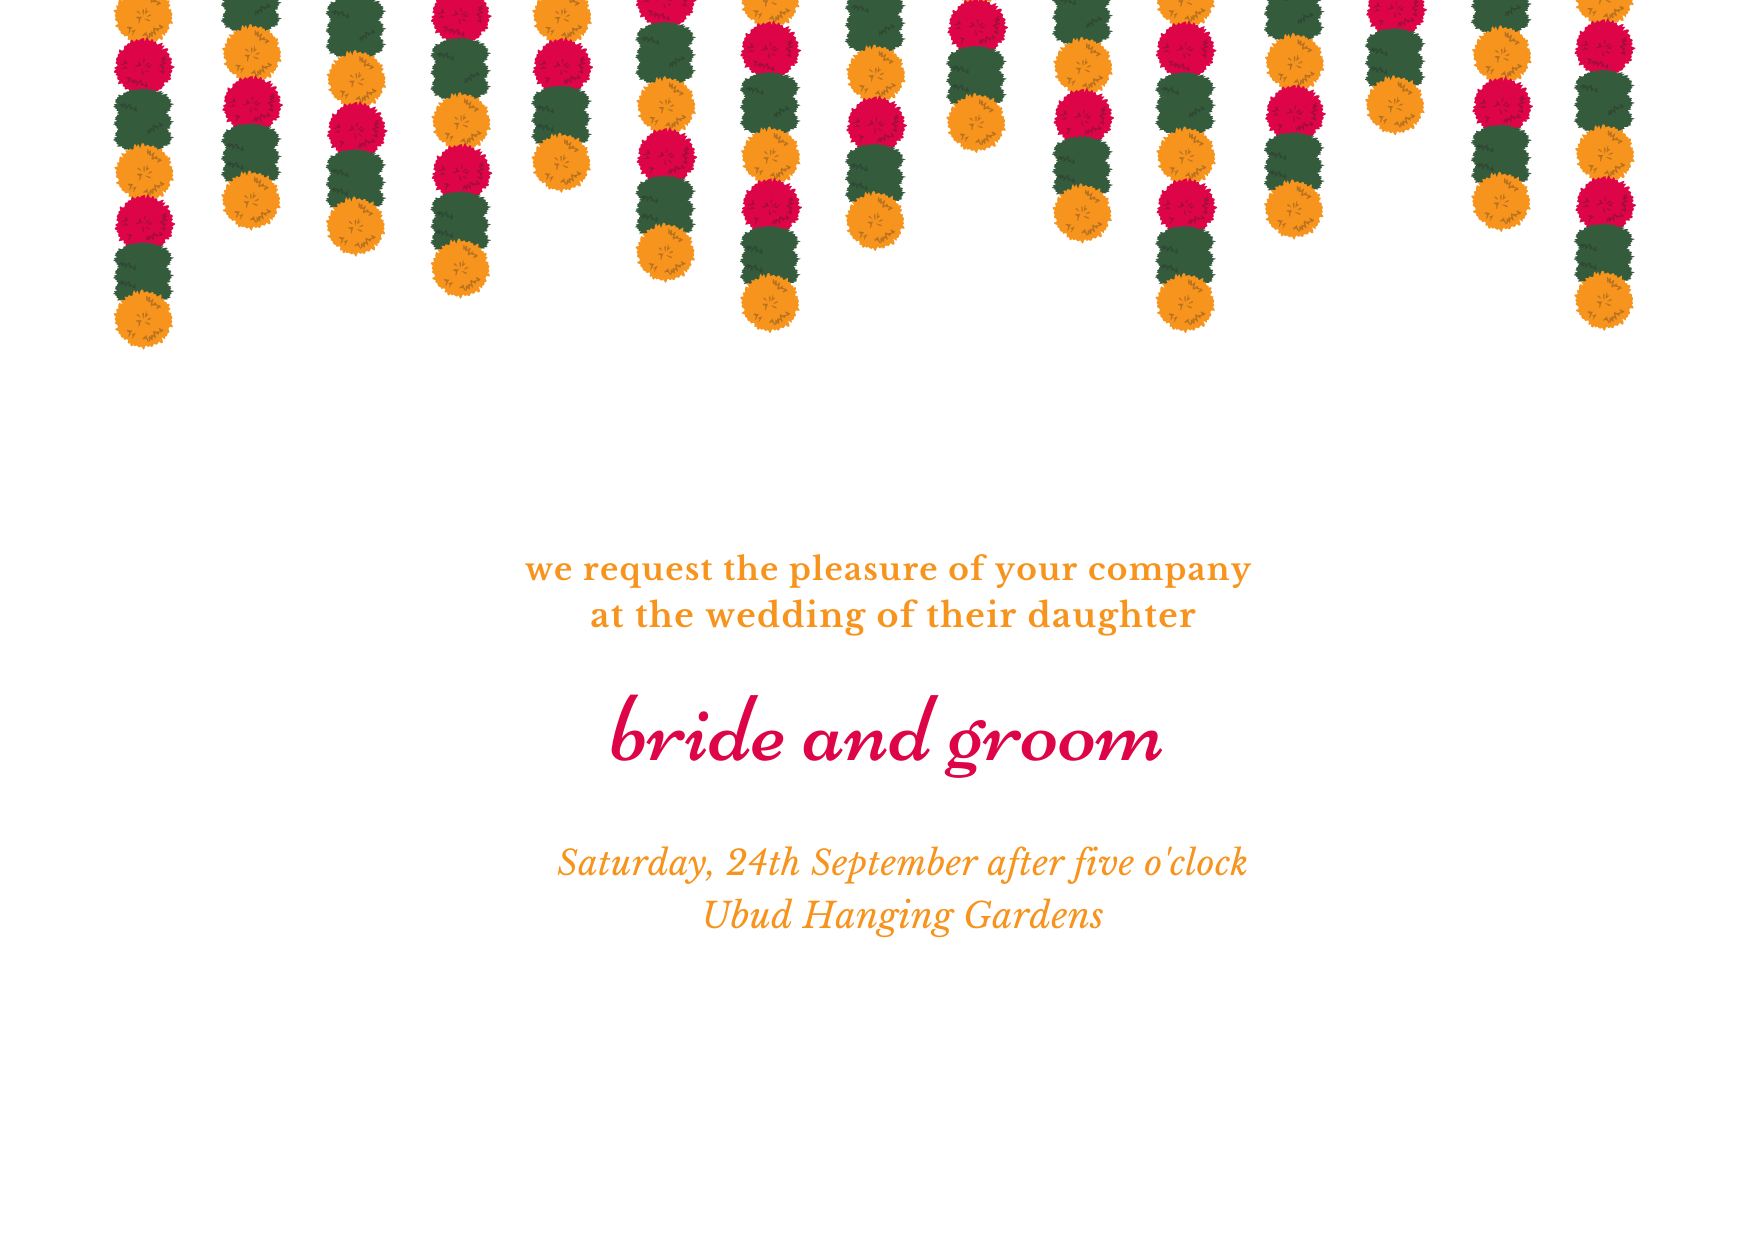 we request the pleasure of your company
at the wedding of their daughter
bride and groom
Saturday, 24th September after five o'clock
Ubud Hanging Gardens